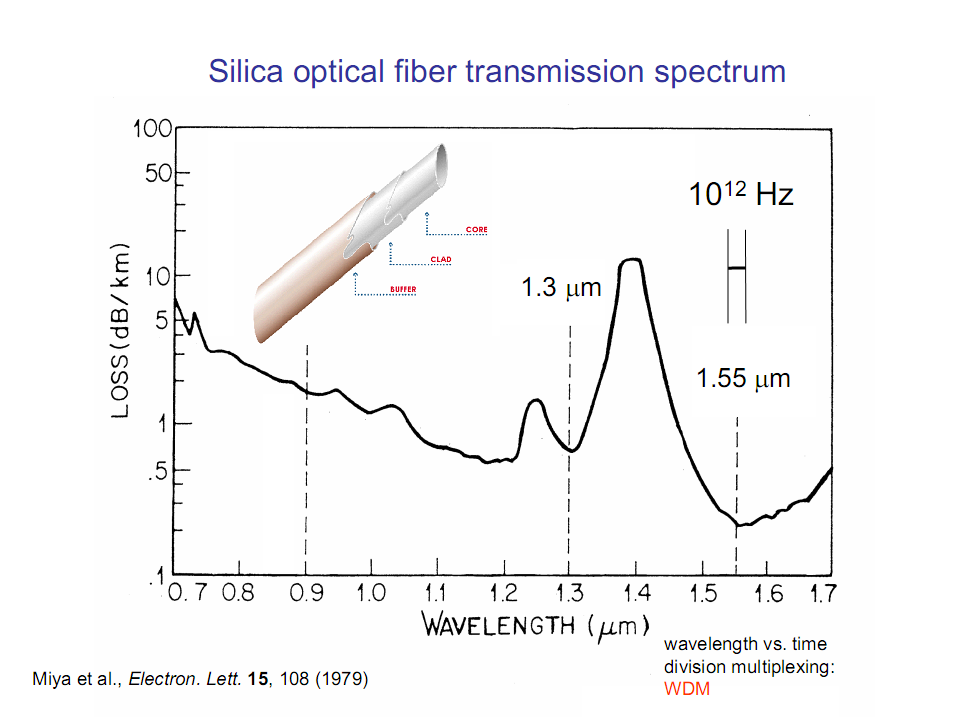 Silica optical fiber transmission spectrum
100
50
10
5
1
.5
.1
LOSS (dB/km)
CORE
CLAD
BUFFER
1.3 μm
10¹² Hz
1.55 μm
0.7 0.8 0.9 1.0 1.1 1.2 1.3 1.4 1.5 1.6 1.7
WAVELENGTH (μm)
wavelength vs. time
division multiplexing:
WDM
Miya et al., Electron. Lett. 15, 108 (1979)